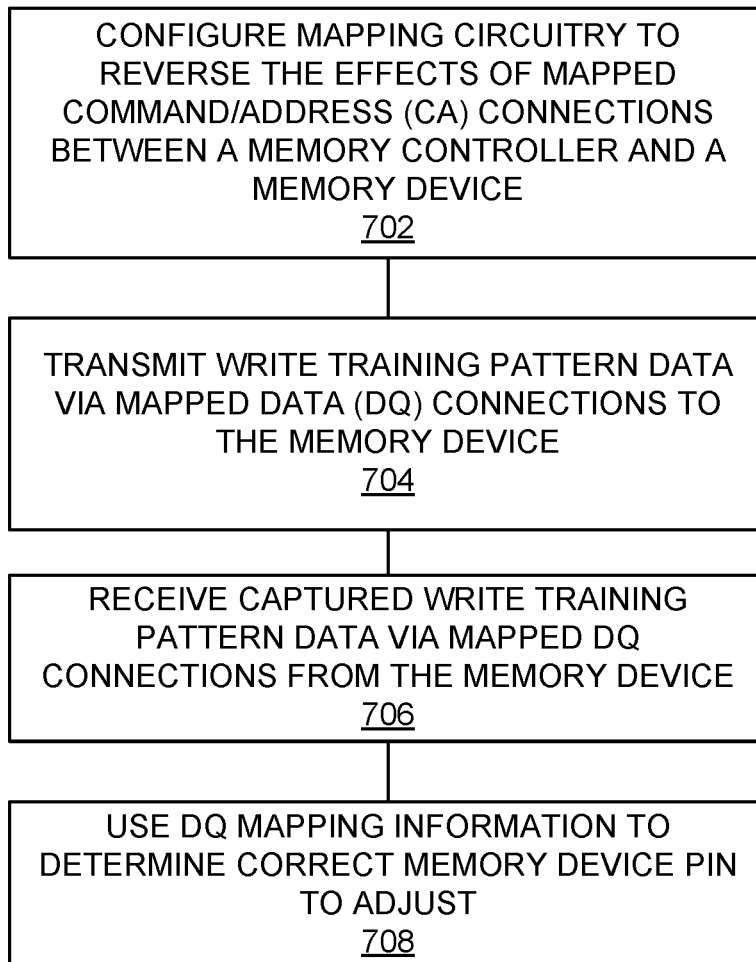 CONFIGURE MAPPING CIRCUITRY TO
REVERSE THE EFFECTS OF MAPPED
COMMAND/ADDRESS (CA) CONNECTIONS
BETWEEN A MEMORY CONTROLLER AND A
MEMORY DEVICE
702
TRANSMIT WRITE TRAINING PATTERN DATA
VIA MAPPED DATA (DQ) CONNECTIONS TO
THE MEMORY DEVICE
704
RECEIVE CAPTURED WRITE TRAINING
PATTERN DATA VIA MAPPED DQ
CONNECTIONS FROM THE MEMORY DEVICE
706
USE DQ MAPPING INFORMATION TO
DETERMINE CORRECT MEMORY DEVICE PIN
TO ADJUST
708